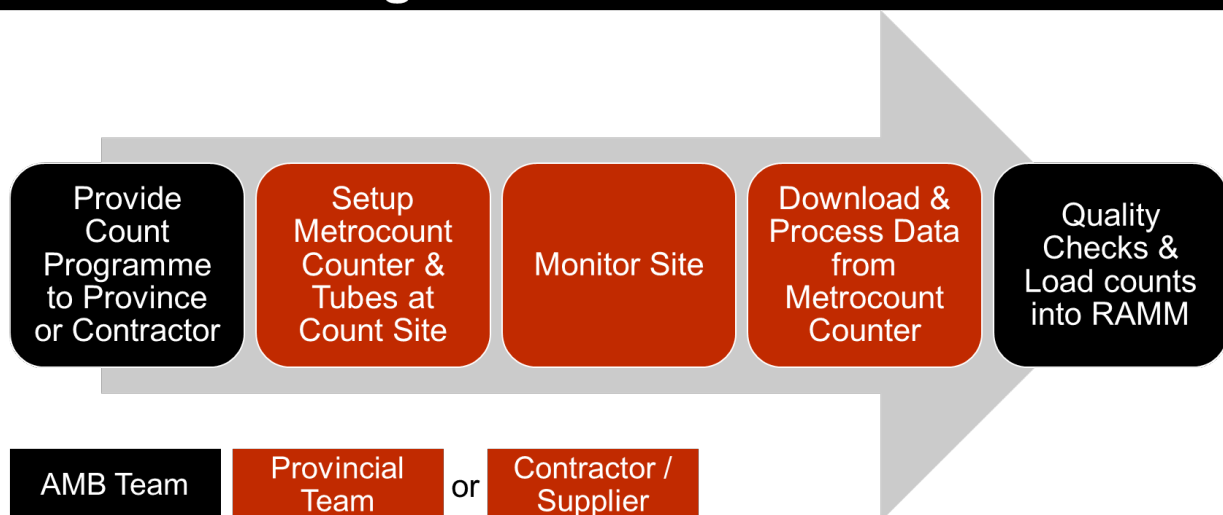 Provide
Count
Programme
to Province
or Contractor
Setup
Metrocount
Counter &
Tubes at
Count Site
Monitor Site
Download &
Process Data
from
Metrocount
Counter
Quality
Checks &
Load counts
into RAMM
AMB Team
Provincial
Team
or
Contractor /
Supplier